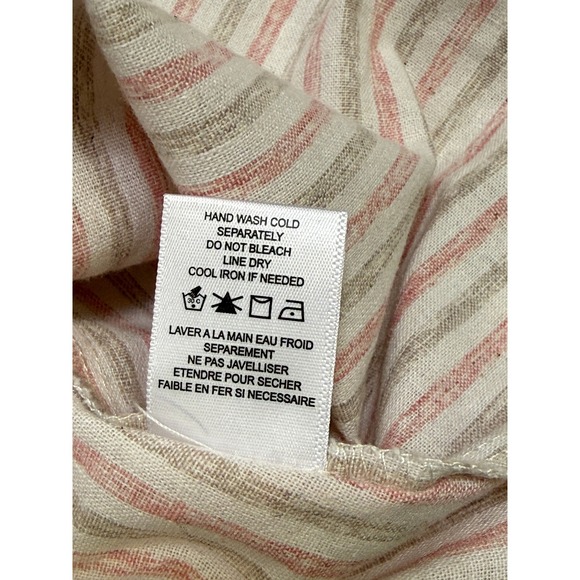 HAND WASH COLD
SEPARATELY
DO NOT BLEACH
LINE DRY
COOL IRON IF NEEDED
30 C
LAVER A LA MAIN EAU FROID
SEPAREMENT
NE PAS JAVELLISER
ETENDRE POUR SECHER
FAIBLE EN FER SI NECESSAIRE